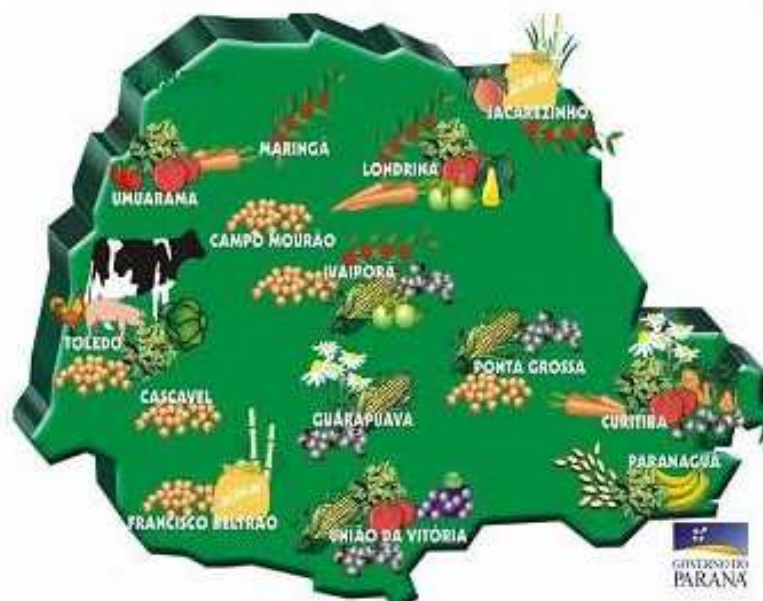 JACAREZINHO
MARINGÁ
LONDRINA
UMUARAMA
CAMPO MOURÃO
IVAIPORÃ
TOLEDO
PONTA GROSSA
CASCAVEL
GUARAPUAVA
CURITIBA
PARANAGUÁ
FRANCISCO BELTRÃO
UNIÃO DA VITÓRIA
GOVERNO DO
PARANÁ